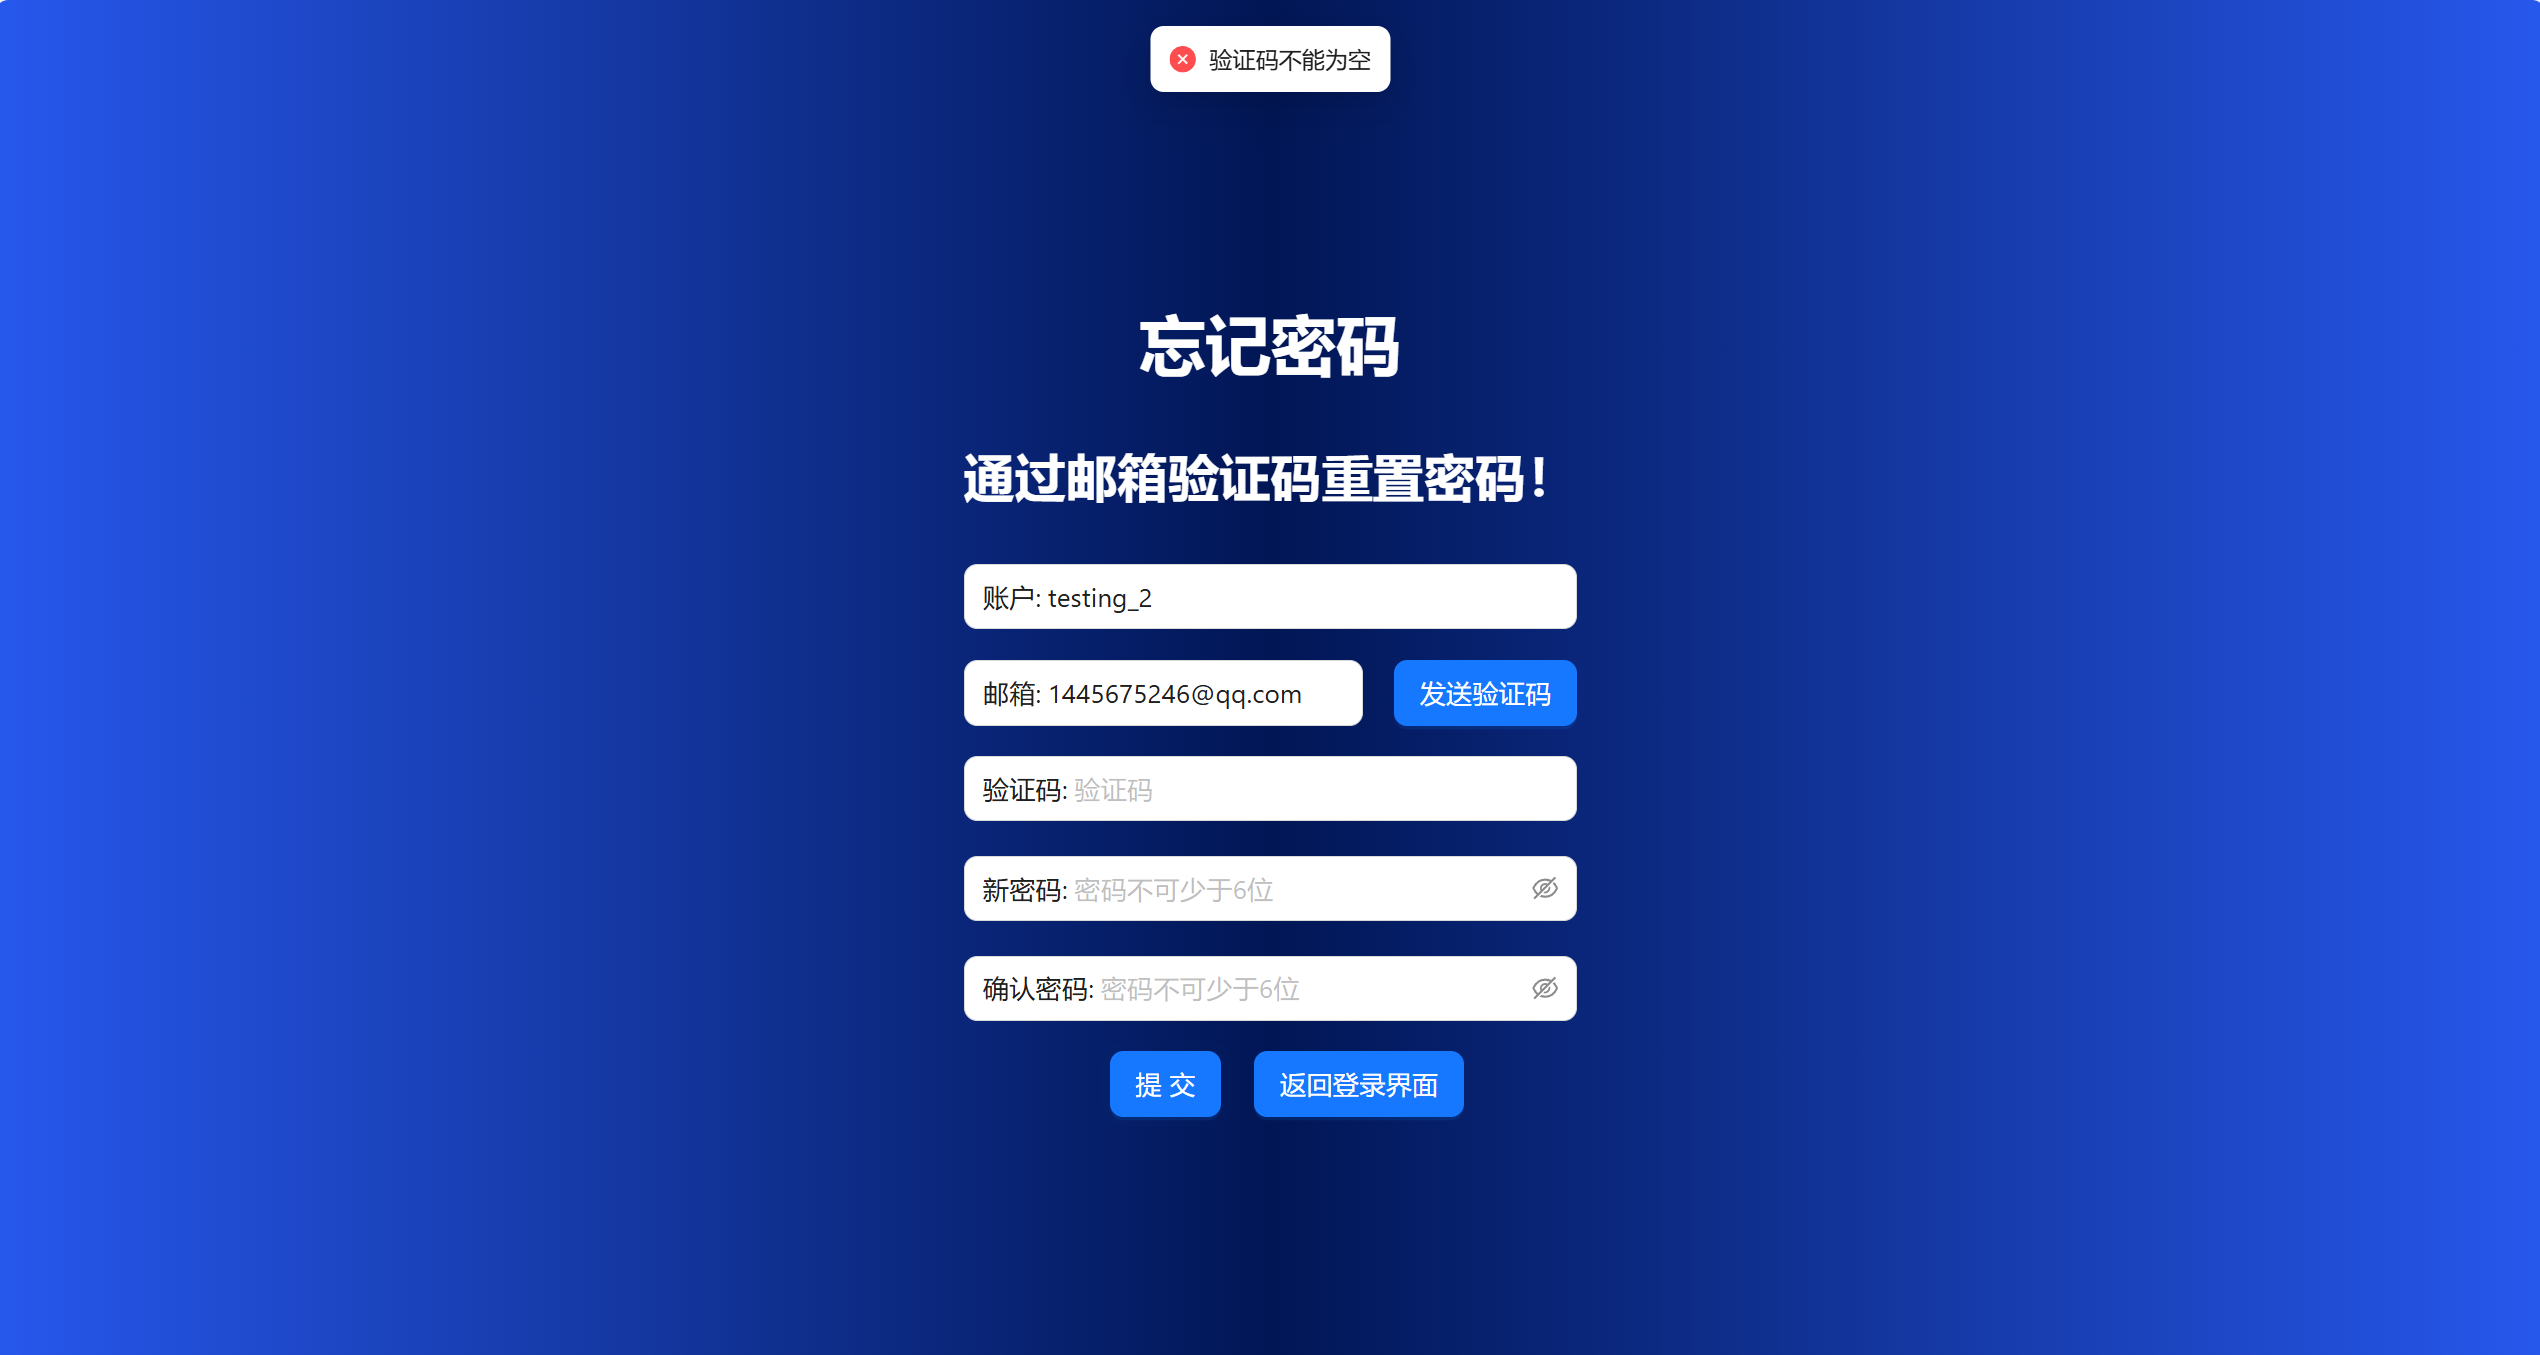 验证码不能为空
忘记密码
通过邮箱验证码重置密码！
账户: testing_2
邮箱: 1445675246@qq.com 发送验证码
验证码: 验证码
新密码: 密码不可少于6位
确认密码: 密码不可少于6位
提 交 返回登录界面